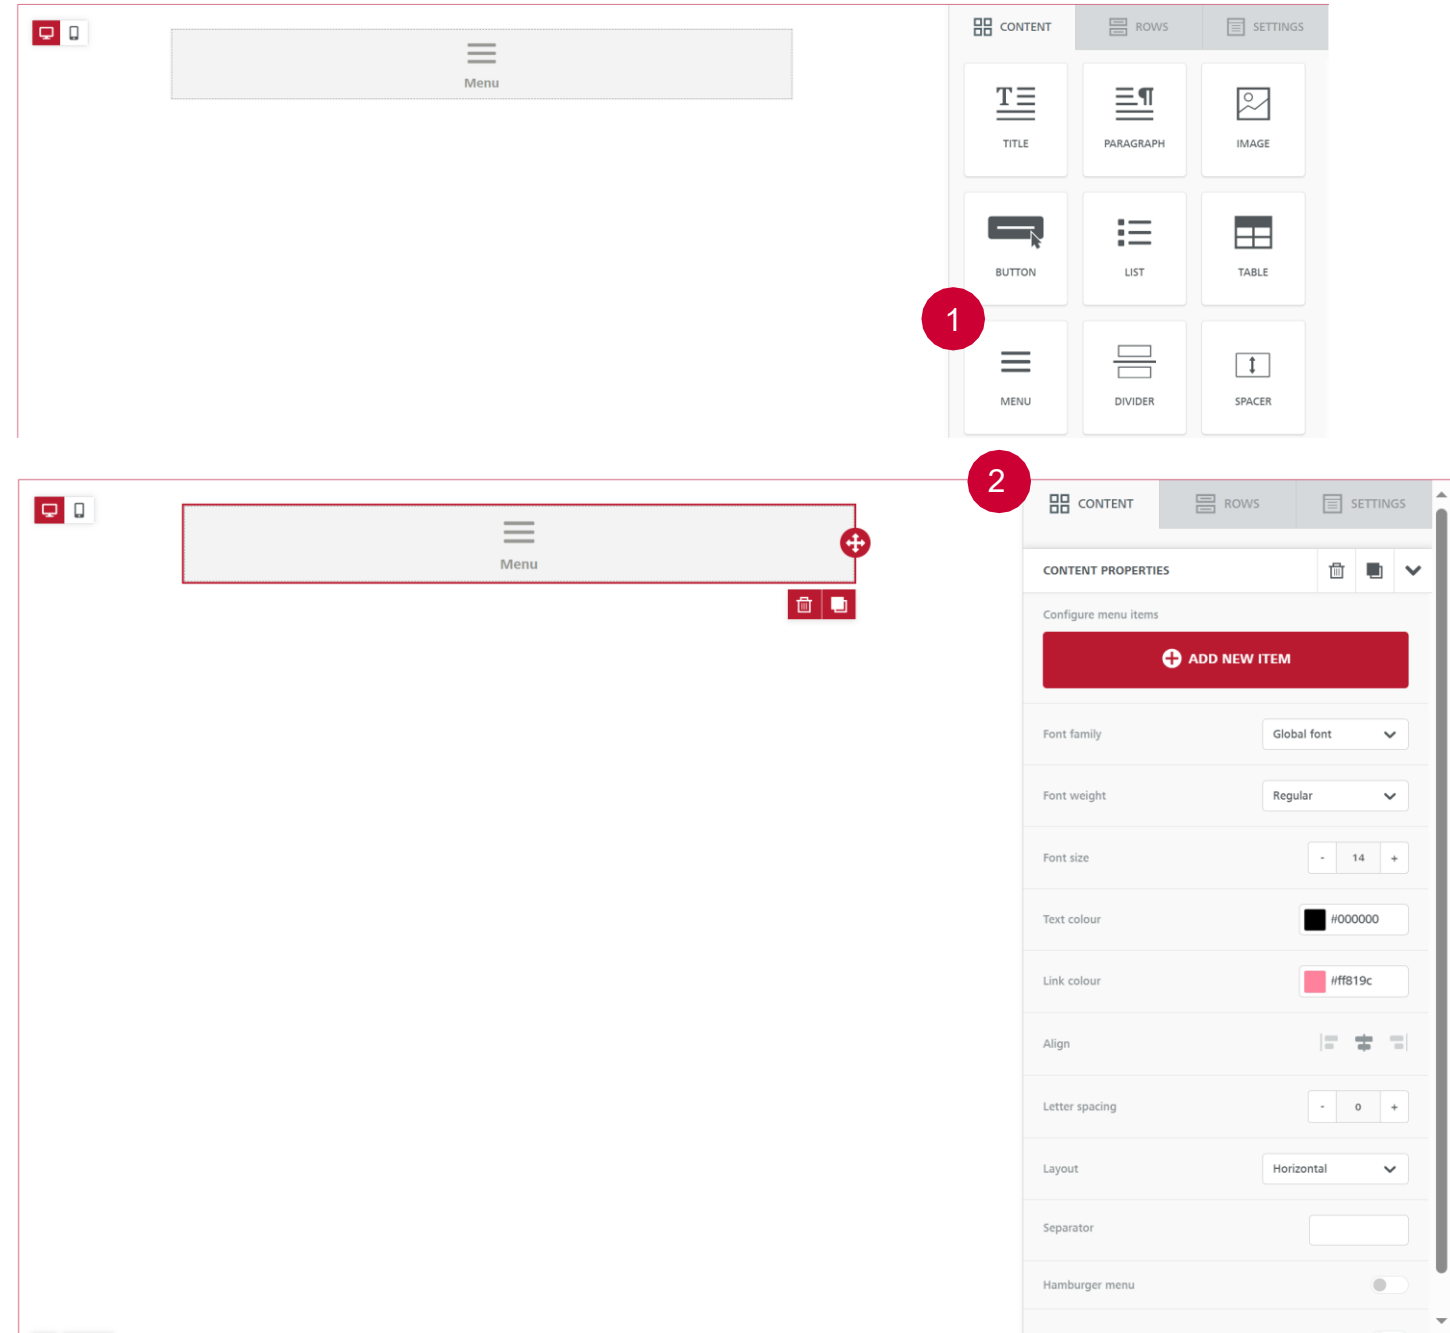 CONTENT ROWS SETTINGS
Menu
TITLE PARAGRAPH IMAGE
BUTTON LIST TABLE
1
MENU DIVIDER SPACER
2
CONTENT ROWS SETTINGS
Menu
CONTENT PROPERTIES
Configure menu items
ADD NEW ITEM
Font family Global font
Font weight Regular
Font size - 14 +
Text colour #000000
Link colour #ff819c
Align
Letter spacing - 0 +
Layout Horizontal
Separator
Hamburger menu